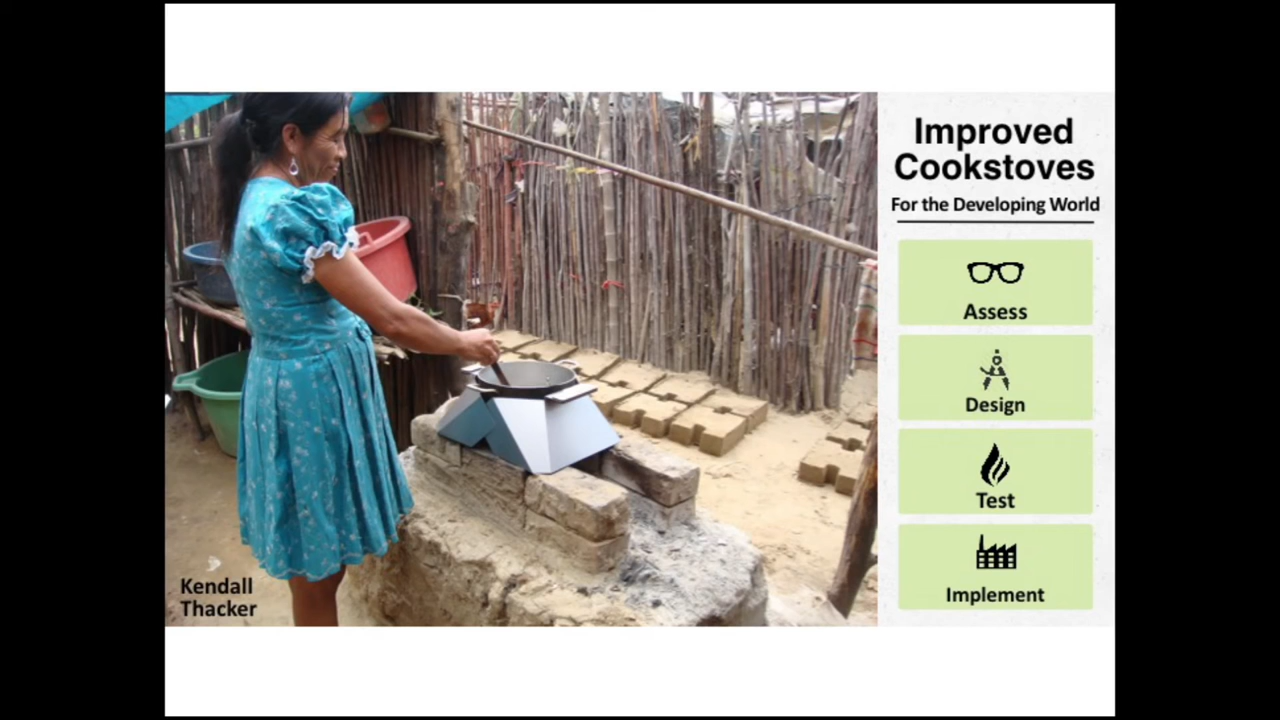 Improved
Cookstoves
For the Developing World
Assess
Design
Test
Implement
Kendall
Thacker